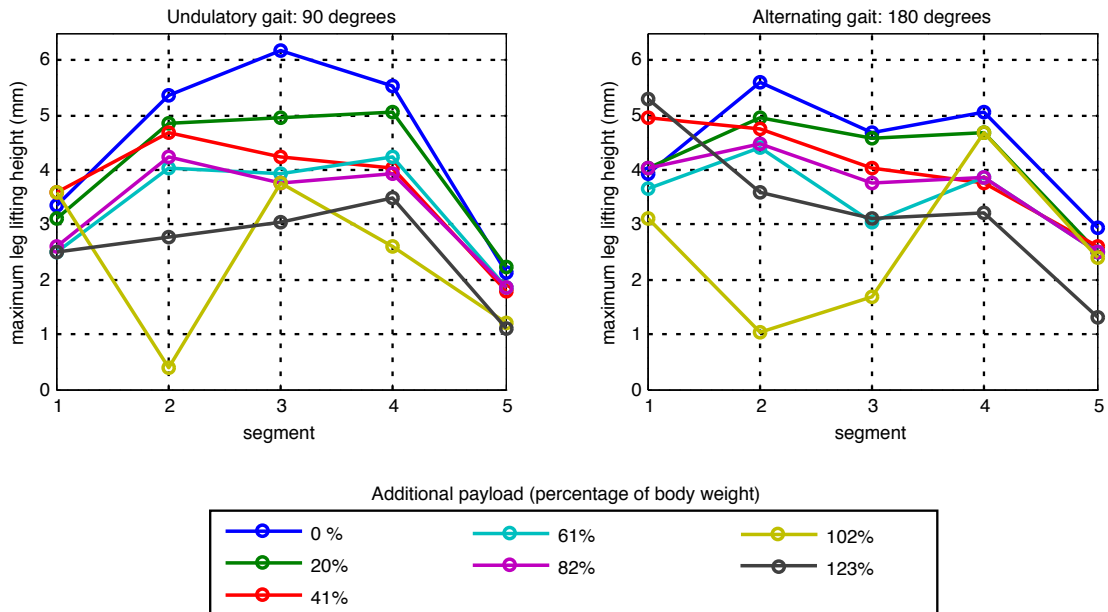 Undulatory gait: 90 degrees
maximum leg lifting height (mm)
6
5
4
3
2
1
0
1 2 3 4 5
segment
Alternating gait: 180 degrees
maximum leg lifting height (mm)
6
5
4
3
2
1
0
1 2 3 4 5
segment
Additional payload (percentage of body weight)
0 % 61% 102%
20% 82% 123%
41%